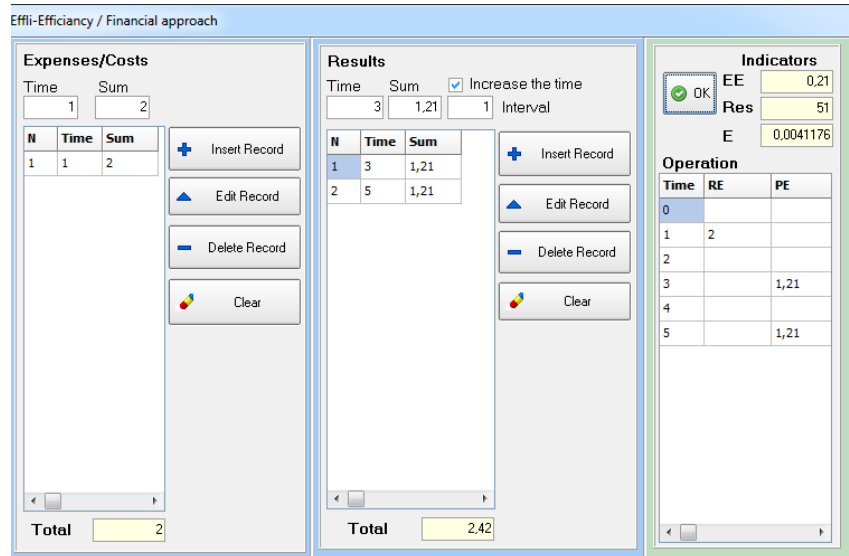 Effli-Efficiancy / Financial approach
Expenses/Costs
Time Sum
1 2
N Time Sum
1 1 2
Insert Record
Edit Record
Delete Record
Clear
Total 2
Results
Time Sum Increase the time
3 1,21 1 Interval
N Time Sum
1 3 1,21
2 5 1,21
Insert Record
Edit Record
Delete Record
Clear
Total 2,42
Indicators
OK
EE 0,21
Res 51
E 0,0041176
Operation
Time RE PE
0
1 2
2
3 1,21
4
5 1,21